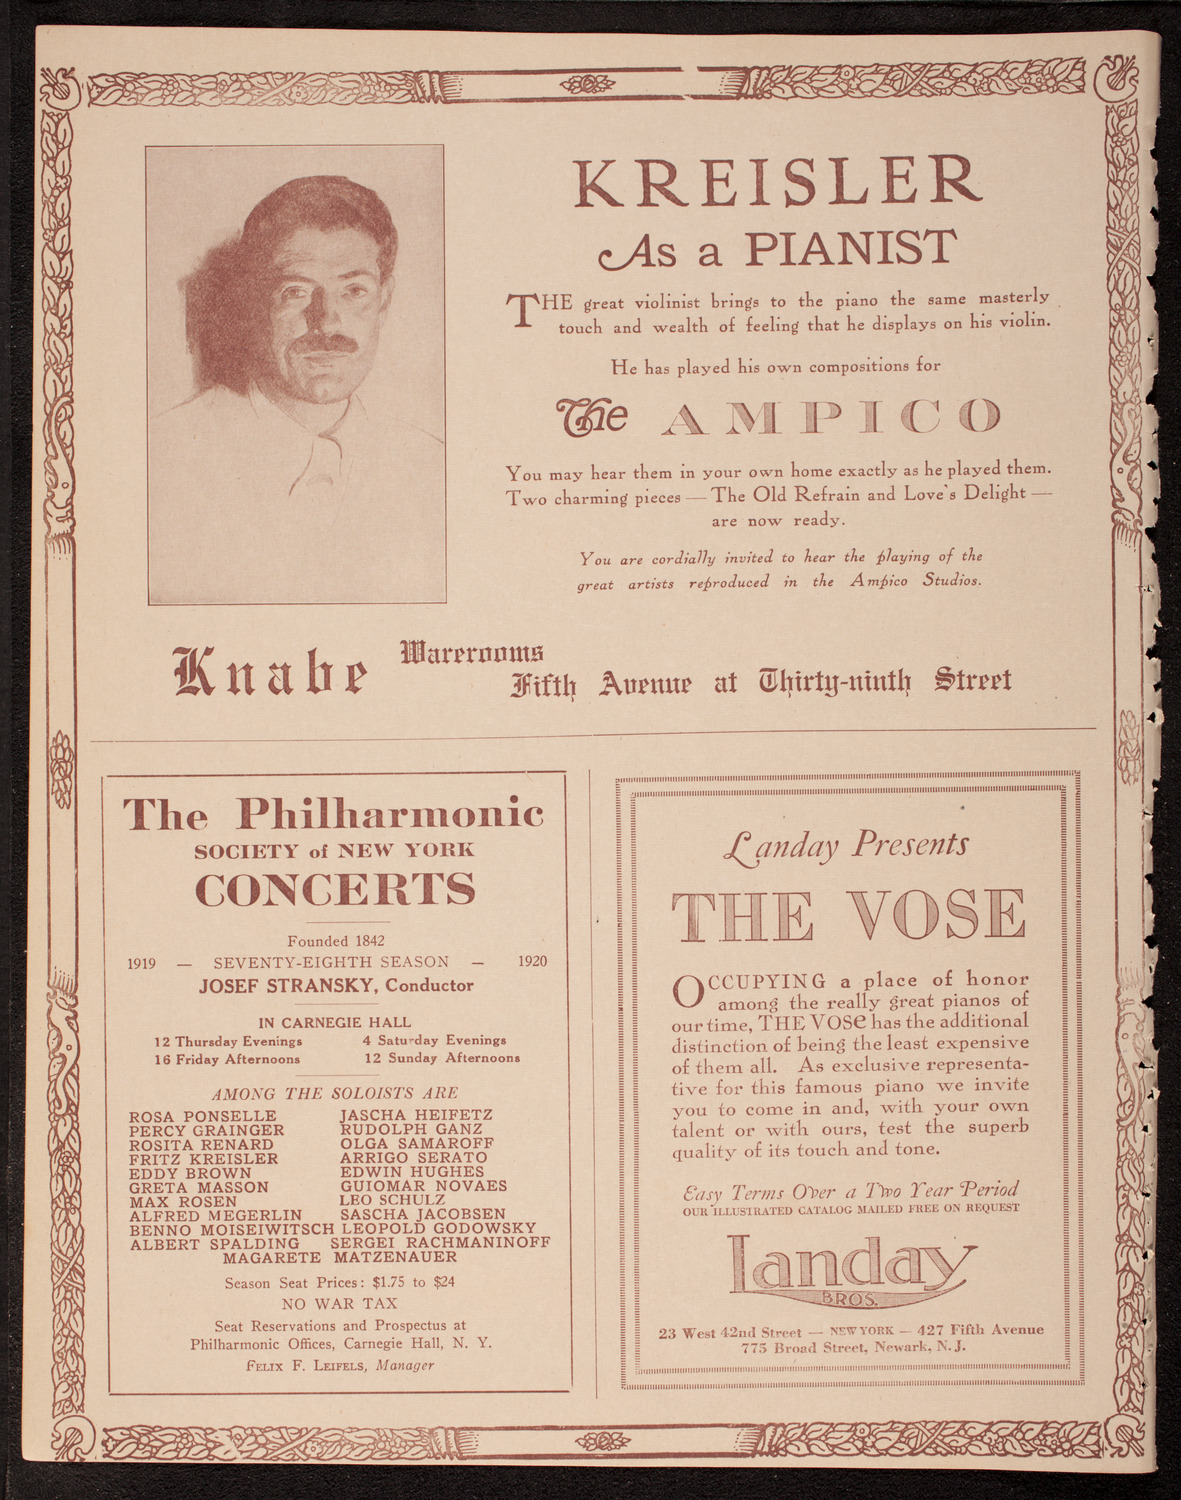 KREISLER
As a PIANIST
THE great violinist brings to the piano the same masterly
touch and wealth of feeling that he displays on his violin.
He has played his own compositions for
The AMPICO
You may hear them in your own home exactly as he played them.
Two charming pieces — The Old Refrain and Love's Delight —
are now ready.
You are cordially invited to hear the playing of the
great artists reproduced in the Ampico Studios.
Knabe Warerooms
Fifth Avenue at Thirty-ninth Street
The Philharmonic
SOCIETY of NEW YORK
CONCERTS
Founded 1842
1919 — SEVENTY-EIGHTH SEASON — 1920
JOSEF STRANSKY, Conductor
IN CARNEGIE HALL
12 Thursday Evenings 4 Saturday Evenings
16 Friday Afternoons 12 Sunday Afternoons
AMONG THE SOLOISTS ARE
ROSA PONSELLE JASCHA HEIFETZ
PERCY GRAINGER RUDOLPH GANZ
ROSITA RENARD OLGA SAMAROFF
FRITZ KREISLER ARRIGO SERATO
EDDY BROWN EDWIN HUGHES
GRETA MASSON GUIOMAR NOVAES
MAX ROSEN LEO SCHULZ
ALFRED MEGERLIN SASCHA JACOBSEN
BENNO MOISEIWITSCH LEOPOLD GODOWSKY
ALBERT SPALDING SERGEI RACHMANINOFF
MAGARETE MATZENAUER
Season Seat Prices: $1.75 to $24
NO WAR TAX
Seat Reservations and Prospectus at
Philharmonic Offices, Carnegie Hall, N. Y.
FELIX F. LEIFELS, Manager
Landay Presents
THE VOSE
OCCUPYING a place of honor
among the really great pianos of
our time, THE VOSE has the additional
distinction of being the least expensive
of them all. As exclusive representa-
tive for this famous piano we invite
you to come in and, with your own
talent or with ours, test the superb
quality of its touch and tone.
Easy Terms Over a Two Year Period
OUR ILLUSTRATED CATALOG MAILED FREE ON REQUEST
Landay
BROS.
23 West 42nd Street — NEW YORK — 427 Fifth Avenue
775 Broad Street, Newark, N. J.